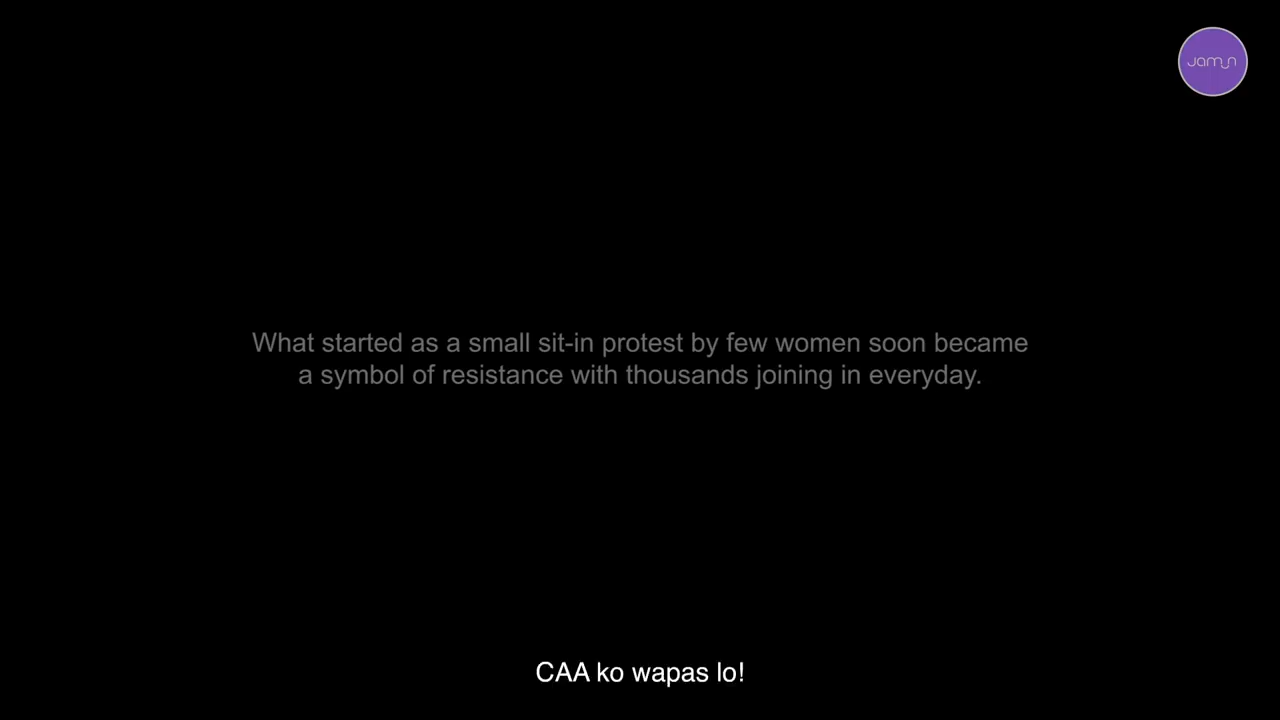 jamun
What started as a small sit-in protest by few women soon became
a symbol of resistance with thousands joining in everyday.
CAA ko wapas lo!